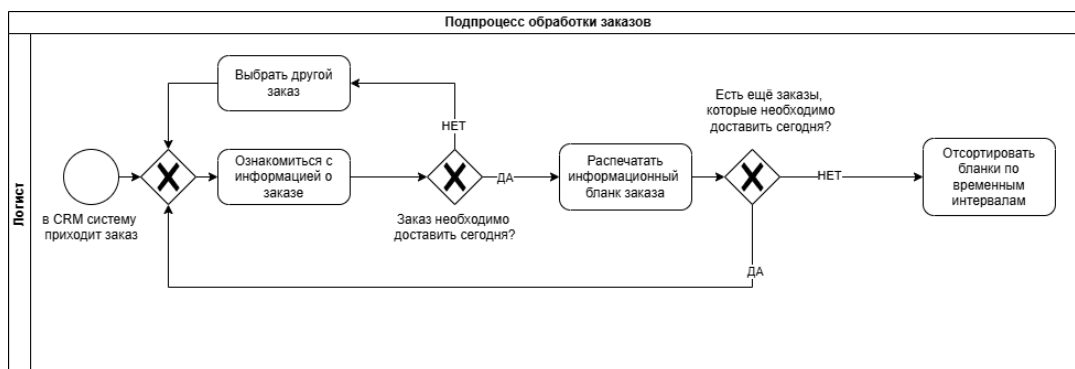 Подпроцесс обработки заказов
Логист
Выбрать другой
заказ
Есть ещё заказы,
которые необходимо
доставить сегодня?
НЕТ
Ознакомиться с
информацией о
заказе
ДА
Распечатать
информационный
бланк заказа
НЕТ
Отсортировать
бланки по
временным
интервалам
в CRM систему
приходит заказ
Заказ необходимо
доставить сегодня?
ДА